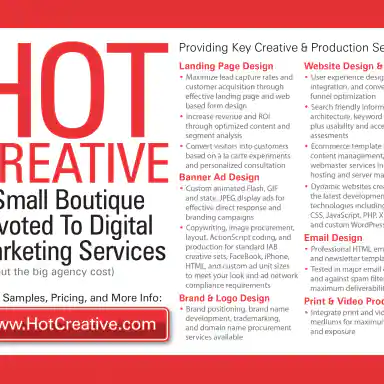 HOT
CREATIVE
Small Boutique
voted To Digital
arketing Services
out the big agency cost)
Samples, Pricing, and More Info:
www.HotCreative.com
Providing Key Creative & Production Se
Landing Page Design
• Maximize lead capture rates and
customer acquisition through
effective landing page and web
based form design
• Increase revenue and ROI
through optimized content and
segment analysis
• Convert visitors into customers
based on a la carte experiments
and personalized consultation
Banner Ad Design
• Custom animated Flash, GIF
and static JPEG display ads for
effective direct response and
branding campaigns
• Copywriting, image procurement,
layout, ActionScript coding, and
production for standard IAB
creative sets, FaceBook, iPhone,
HTML, and custom ad unit sizes
to meet your look and ad network
compliance requirements
Brand & Logo Design
• Brand positioning, brand name
development, trademarking,
and domain name procurement
services available
Website Design &
• User experience desig
integration, and conve
funnel optimization
• Search friendly inform
architecture, keyword
plus usability and acce
assesments
• Ecommerce template
content management,
webmaster services in
hosting and server ma
• Dynamic websites crea
the latest developmen
technologies including
CSS, JavaScript, PHP, X
and custom WordPress
Email Design
• Professional HTML em
and newsletter templa
• Tested in major email c
and against spam filte
maximum deliverabili
Print & Video Prod
• Integrate print and vid
mediums for maximum
and exposure